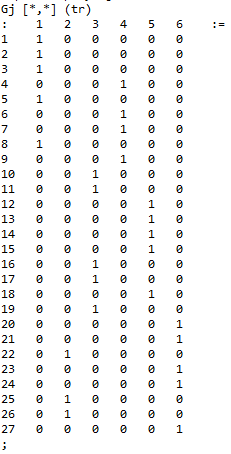 Gj [*,*] (tr)
: 1 2 3 4 5 6 :=
1 1 0 0 0 0 0
2 1 0 0 0 0 0
3 1 0 0 0 0 0
4 0 0 0 1 0 0
5 1 0 0 0 0 0
6 0 0 0 1 0 0
7 0 0 0 1 0 0
8 1 0 0 0 0 0
9 0 0 0 1 0 0
10 0 0 1 0 0 0
11 0 0 1 0 0 0
12 0 0 0 0 1 0
13 0 0 0 0 1 0
14 0 0 0 0 1 0
15 0 0 0 0 1 0
16 0 0 1 0 0 0
17 0 0 1 0 0 0
18 0 0 0 0 1 0
19 0 0 1 0 0 0
20 0 0 0 0 0 1
21 0 0 0 0 0 1
22 0 1 0 0 0 0
23 0 0 0 0 0 1
24 0 0 0 0 0 1
25 0 1 0 0 0 0
26 0 1 0 0 0 0
27 0 0 0 0 0 1
;